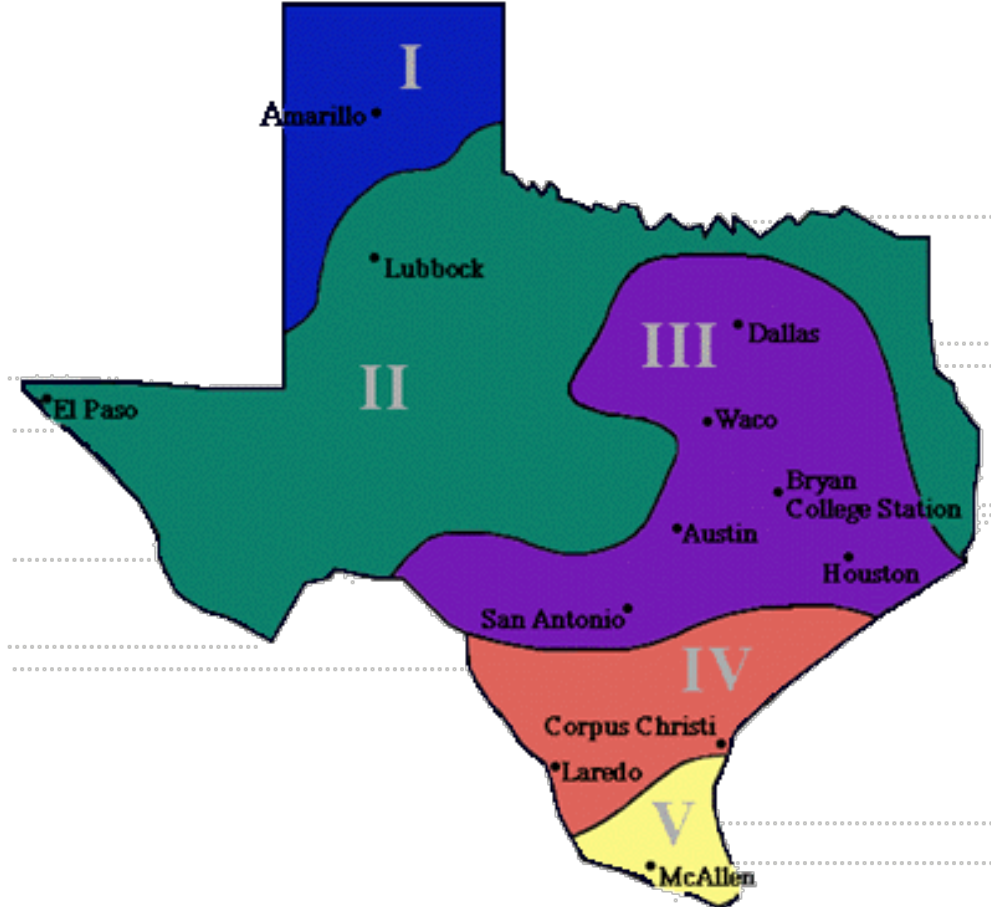 I
Amarillo
Lubbock
III
Dallas
II
El Paso
Waco
Bryan
College Station
Austin
Houston
San Antonio
IV
Corpus Christi
Laredo
V
McAllen